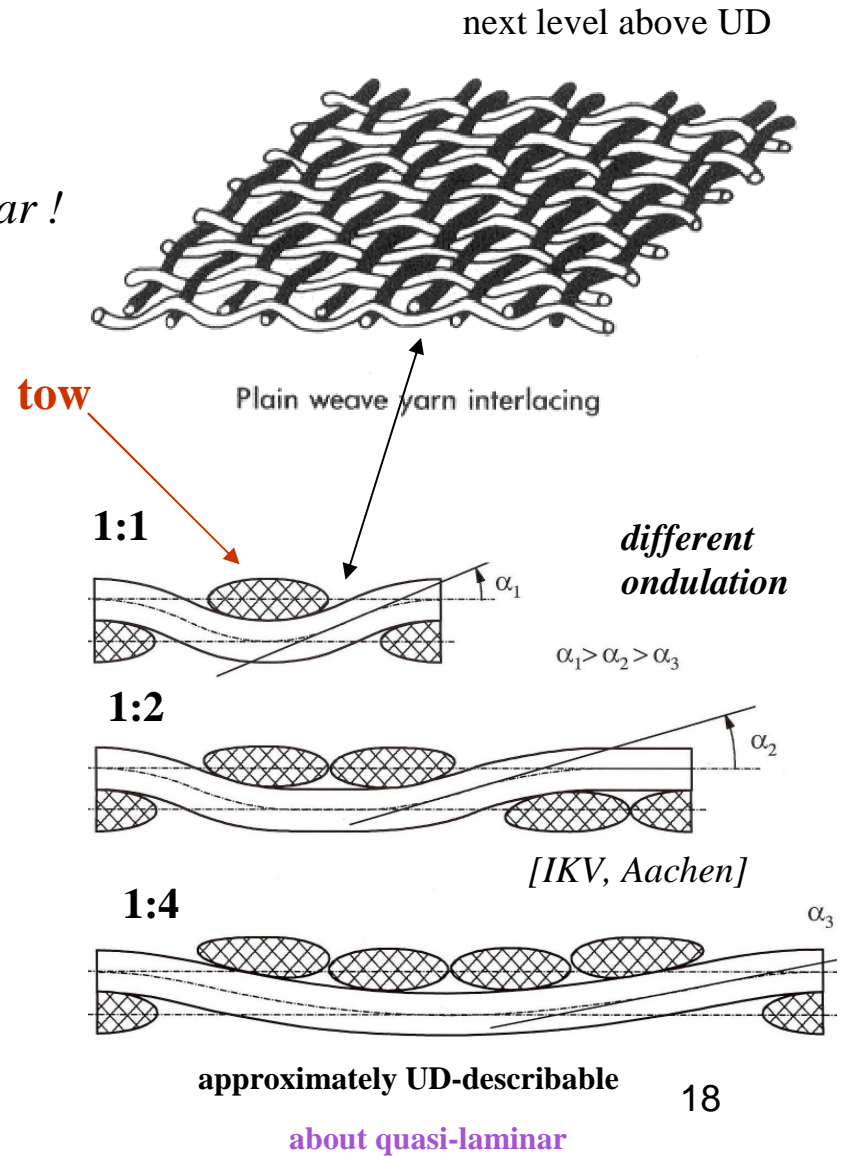 next level above UD
ar !
tow
Plain weave yarn interlacing
1:1
different
ondulation
α₁
α₁> α₂ > α₃
1:2
α₂
[IKV, Aachen]
1:4
α₃
approximately UD-describable
18
about quasi-laminar